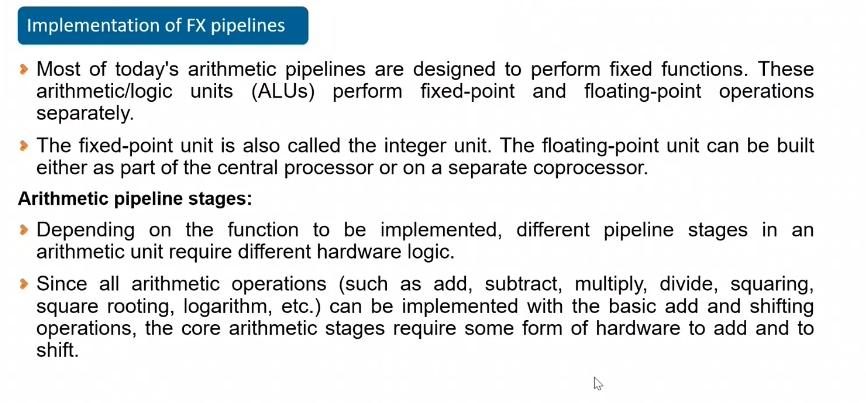 Implementation of FX pipelines
Most of today's arithmetic pipelines are designed to perform fixed functions. These
arithmetic/logic units (ALUs) perform fixed-point and floating-point operations
separately.
The fixed-point unit is also called the integer unit. The floating-point unit can be built
either as part of the central processor or on a separate coprocessor.
Arithmetic pipeline stages:
Depending on the function to be implemented, different pipeline stages in an
arithmetic unit require different hardware logic.
Since all arithmetic operations (such as add, subtract, multiply, divide, squaring,
square rooting, logarithm, etc.) can be implemented with the basic add and shifting
operations, the core arithmetic stages require some form of hardware to add and to
shift.